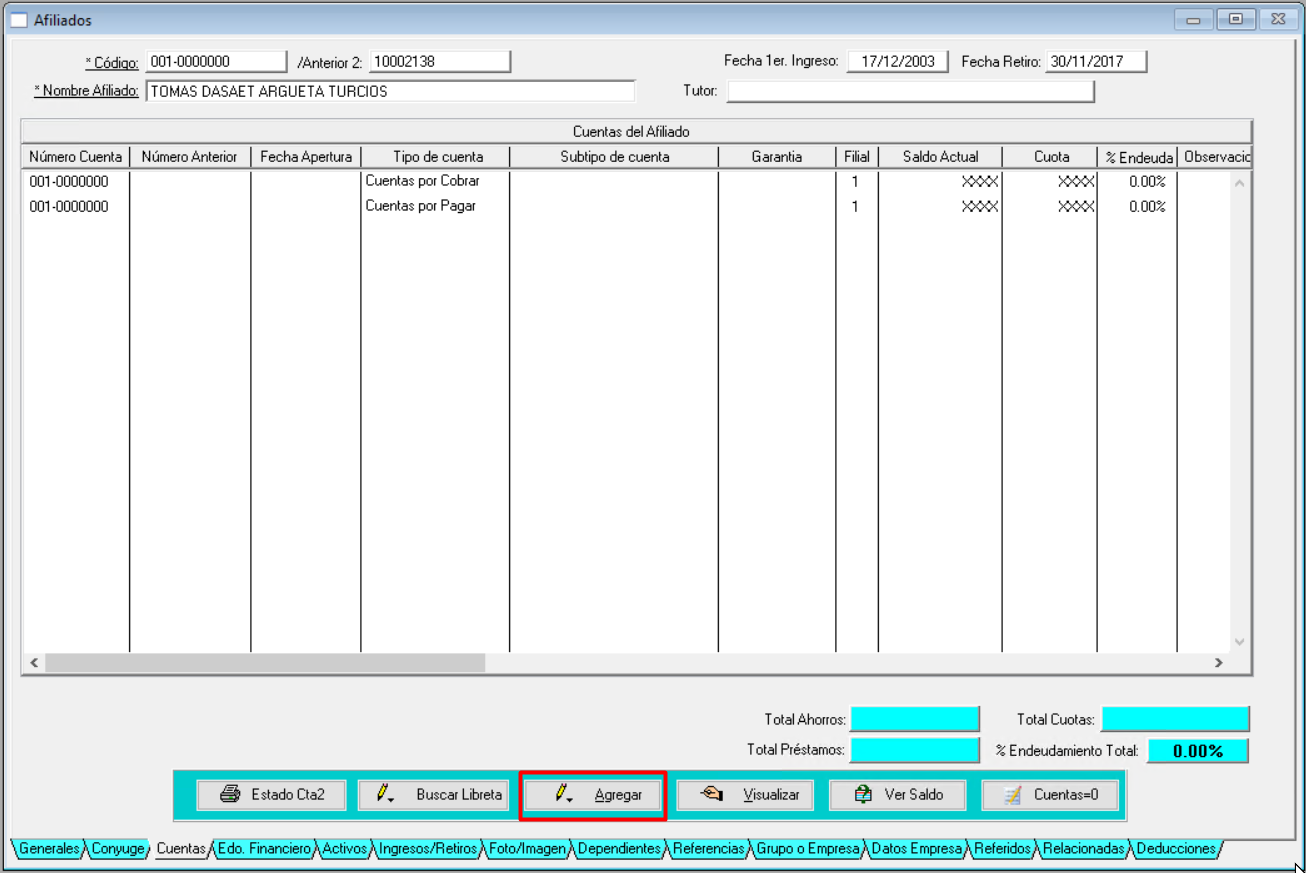 Afiliados
* Código: 001-0000000 /Anterior 2: 10002138 Fecha 1er. Ingreso: 17/12/2003 Fecha Retiro: 30/11/2017
* Nombre Afiliado: TOMAS DASAET ARGUETA TURCIOS Tutor:
Cuentas del Afiliado
Número Cuenta Número Anterior Fecha Apertura Tipo de cuenta Subtipo de cuenta Garantia Filial Saldo Actual Cuota % Endeuda Observacio
001-0000000 Cuentas por Cobrar 1 XXXX XXXX 0.00%
001-0000000 Cuentas por Pagar 1 XXXX XXXX 0.00%
Total Ahorros: Total Cuotas:
Total Préstamos: % Endeudamiento Total: 0.00%
Estado Cta2 Buscar Libreta Agregar Visualizar Ver Saldo Cuentas=0
Generales Conyuge Cuentas Edo. Financiero Activos Ingresos/Retiros Foto/Imagen Dependientes Referencias Grupo o Empresa Datos Empresa Referidos Relacionadas Deducciones